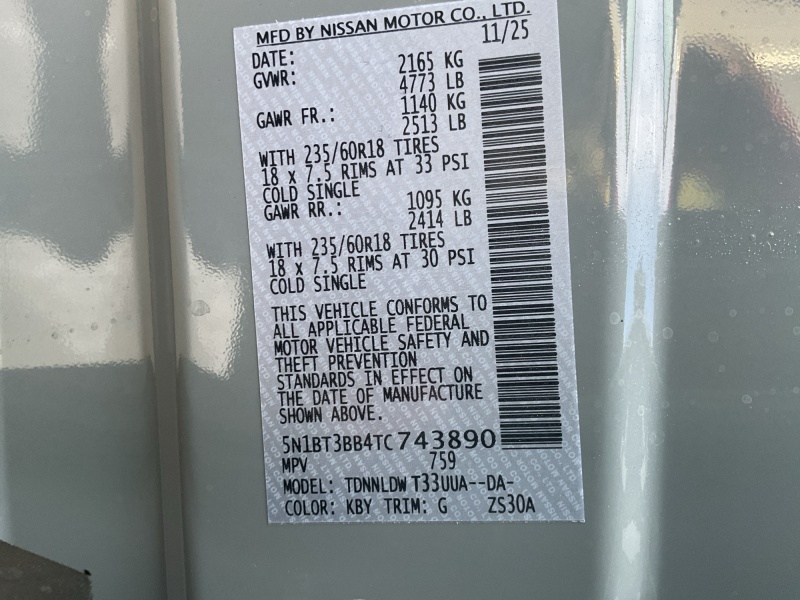 MFD BY NISSAN MOTOR CO., LTD.
DATE: 11/25
GVWR: 2165 KG
4773 LB
GAWR FR.: 1140 KG
2513 LB
WITH 235/60R18 TIRES
18 x 7.5 RIMS AT 33 PSI
COLD SINGLE
GAWR RR.: 1095 KG
2414 LB
WITH 235/60R18 TIRES
18 x 7.5 RIMS AT 30 PSI
COLD SINGLE
THIS VEHICLE CONFORMS TO
ALL APPLICABLE FEDERAL
MOTOR VEHICLE SAFETY AND
THEFT PREVENTION
STANDARDS IN EFFECT ON
THE DATE OF MANUFACTURE
SHOWN ABOVE.
5N1BT3BB4TC743890
MPV 759
MODEL: TDNNLDW T33UUA--DA-
COLOR: KBY TRIM: G ZS30A